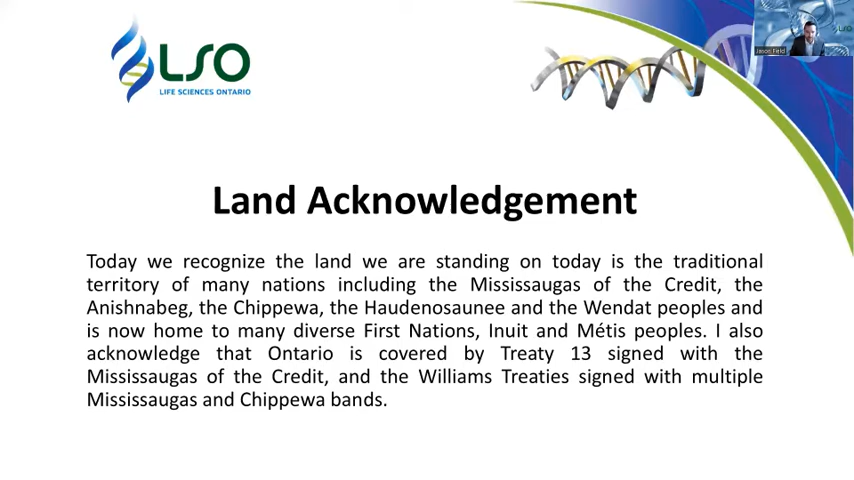 LSO
LIFE SCIENCES ONTARIO
Jason Field
LSO
Land Acknowledgement
Today we recognize the land we are standing on today is the traditional
territory of many nations including the Mississaugas of the Credit, the
Anishnabeg, the Chippewa, the Haudenosaunee and the Wendat peoples and
is now home to many diverse First Nations, Inuit and Métis peoples. I also
acknowledge that Ontario is covered by Treaty 13 signed with the
Mississaugas of the Credit, and the Williams Treaties signed with multiple
Mississaugas and Chippewa bands.